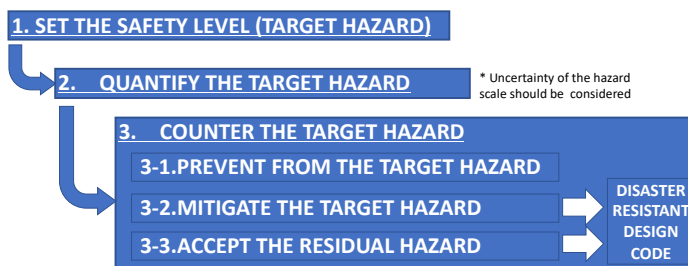 1. SET THE SAFETY LEVEL (TARGET HAZARD)
2. QUANTIFY THE TARGET HAZARD
* Uncertainty of the hazard
scale should be considered
3. COUNTER THE TARGET HAZARD
3-1.PREVENT FROM THE TARGET HAZARD
3-2.MITIGATE THE TARGET HAZARD
3-3.ACCEPT THE RESIDUAL HAZARD
DISASTER
RESISTANT
DESIGN
CODE